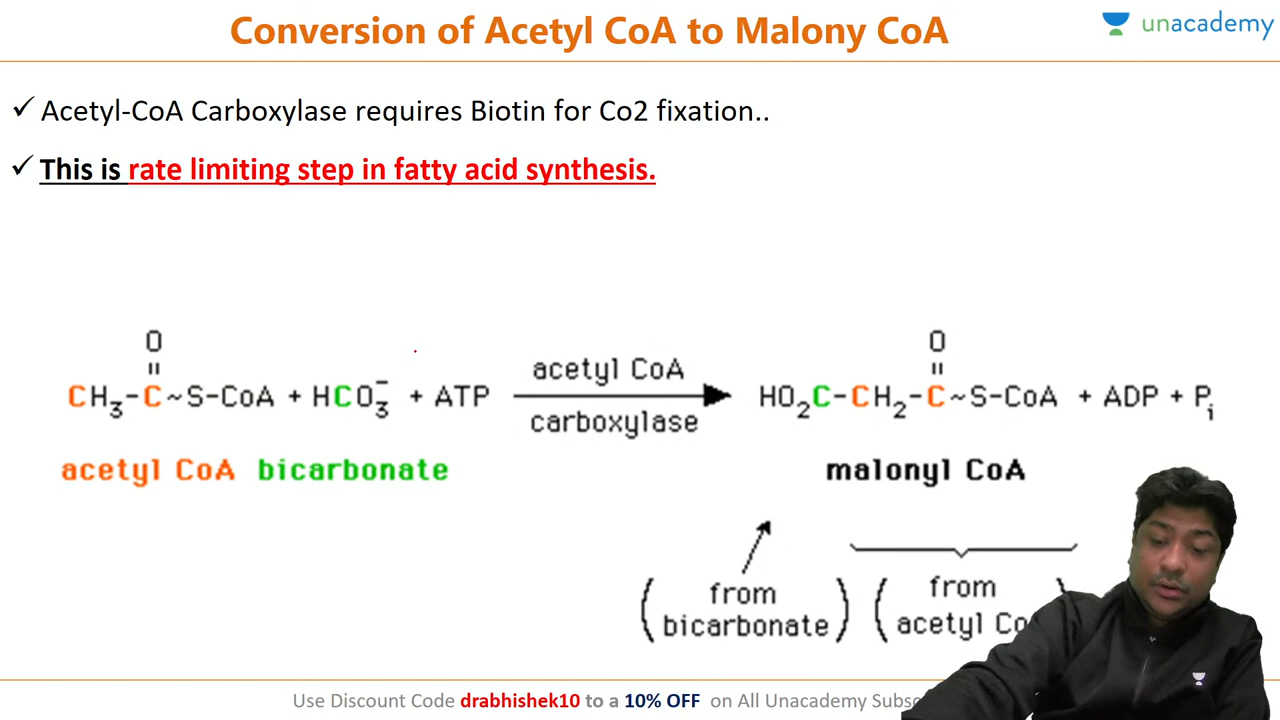 Conversion of Acetyl CoA to Malony CoA
unacademy
✓ Acetyl-CoA Carboxylase requires Biotin for Co2 fixation..
✓ This is rate limiting step in fatty acid synthesis.
O
=
CH₃-C~S-CoA + HCO₃⁻ + ATP
acetyl CoA
carboxylase
O
=
HO₂C-CH₂-C~S-CoA + ADP + Pᵢ
acetyl CoA bicarbonate
malonyl CoA
(from bicarbonate)
(from acetyl
Use Discount Code drabhishek10 to a 10% OFF on All Unacademy